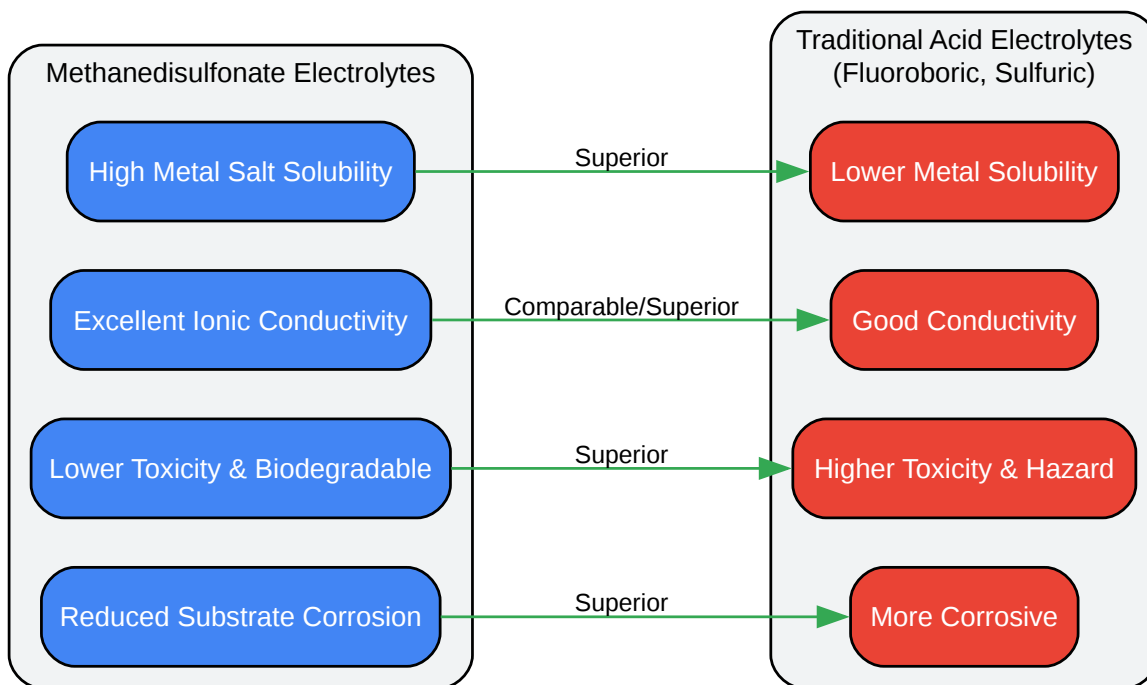 Methanedisulfonate Electrolytes
Traditional Acid Electrolytes
(Fluoroboric, Sulfuric)
High Metal Salt Solubility
Superior
Lower Metal Solubility
Excellent Ionic Conductivity
Comparable/Superior
Good Conductivity
Lower Toxicity & Biodegradable
Superior
Higher Toxicity & Hazard
Reduced Substrate Corrosion
Superior
More Corrosive